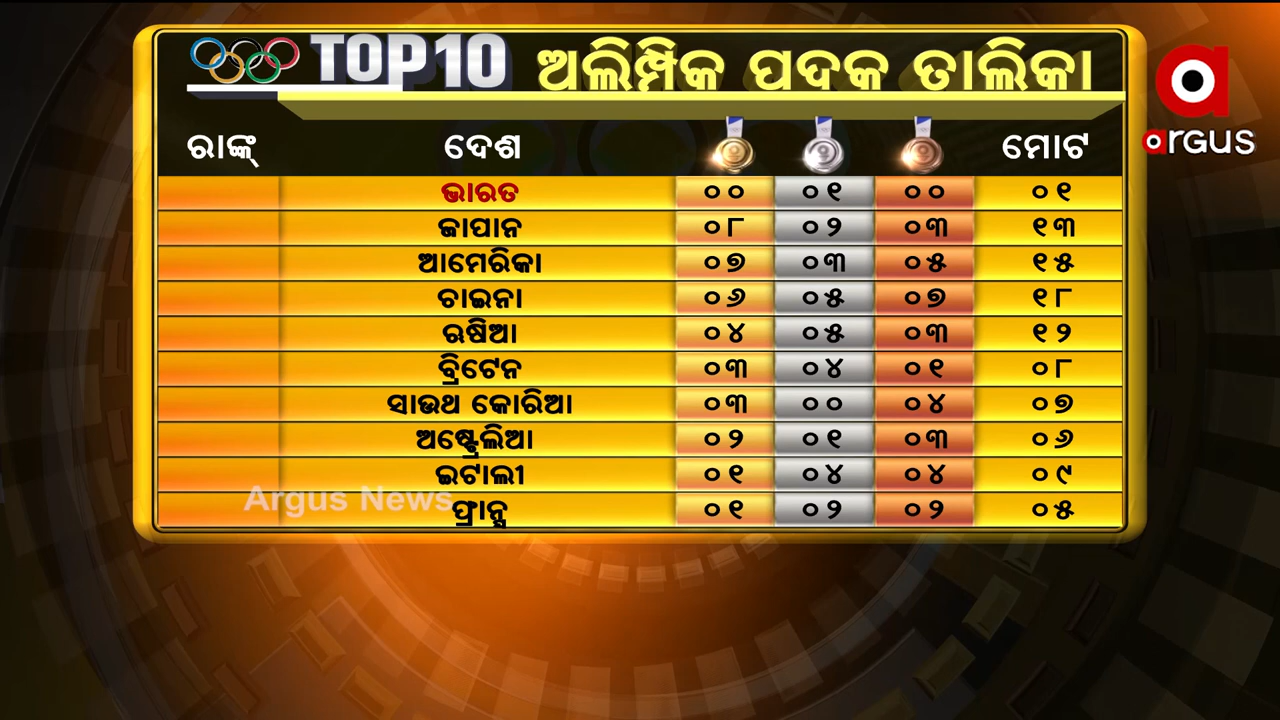 TOP10 ଅଲିମ୍ପିକ ପଦକ ତାଲିକା
argus
ରାଙ୍କ୍ ଦେଶ ମୋଟ
ଭାରତ ୦୦ ୦୧ ୦୦ ୦୧
ଜାପାନ ୦୮ ୦୨ ୦୩ ୧୩
ଆମେରିକା ୦୭ ୦୩ ୦୫ ୧୫
ଚାଇନା ୦୬ ୦୫ ୦୭ ୧୮
ଋଷିଆ ୦୪ ୦୫ ୦୩ ୧୨
ବ୍ରିଟେନ ୦୩ ୦୪ ୦୧ ୦୮
ସାଉଥ କୋରିଆ ୦୩ ୦୦ ୦୪ ୦୭
ଅଷ୍ଟ୍ରେଲିଆ ୦୨ ୦୧ ୦୩ ୦୬
ଇଟାଲୀ ୦୧ ୦୪ ୦୪ ୦୯
Argus News
ଫ୍ରାନ୍ସ ୦୧ ୦୨ ୦୨ ୦୫